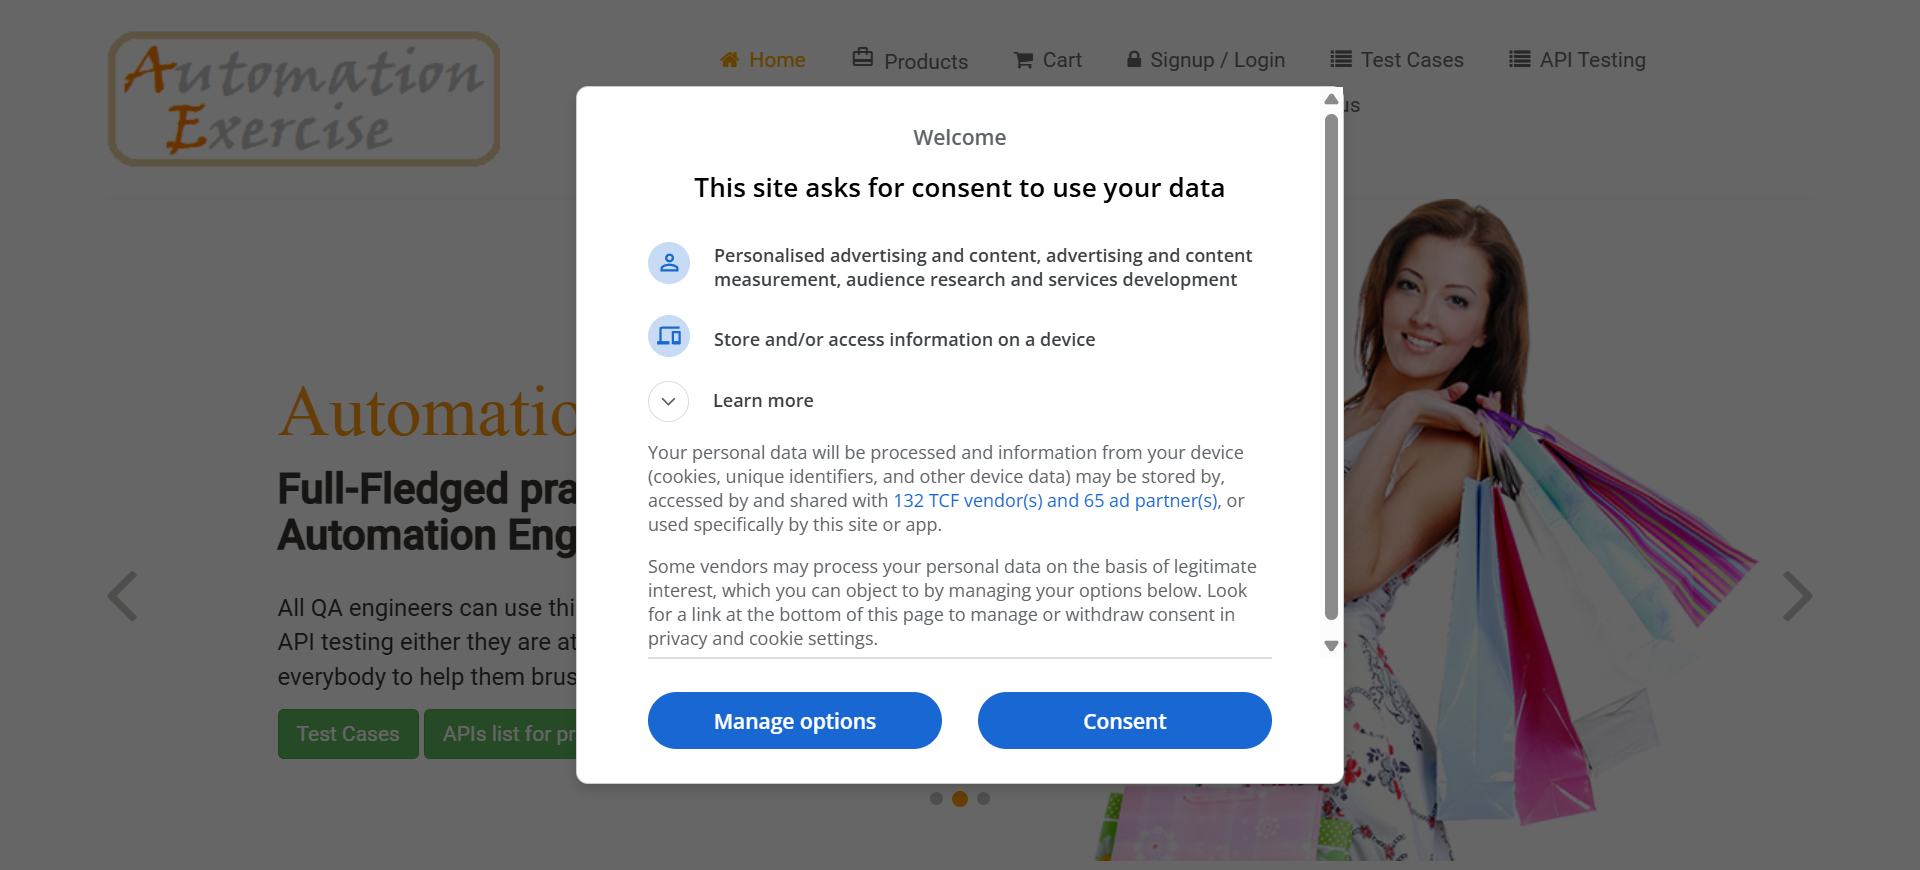 Automation
Exercise
Home
Products
Cart
Signup / Login
Test Cases
API Testing
us
Welcome
This site asks for consent to use your data
Personalised advertising and content, advertising and content
measurement, audience research and services development
Store and/or access information on a device
Learn more
Your personal data will be processed and information from your device
(cookies, unique identifiers, and other device data) may be stored by,
accessed by and shared with 132 TCF vendor(s) and 65 ad partner(s), or
used specifically by this site or app.
Some vendors may process your personal data on the basis of legitimate
interest, which you can object to by managing your options below. Look
for a link at the bottom of this page to manage or withdraw consent in
privacy and cookie settings.
Manage options
Consent
Automatio
Full-Fledged pra
Automation Eng
All QA engineers can use thi
API testing either they are at
everybody to help them brus
Test Cases
APIs list for pr